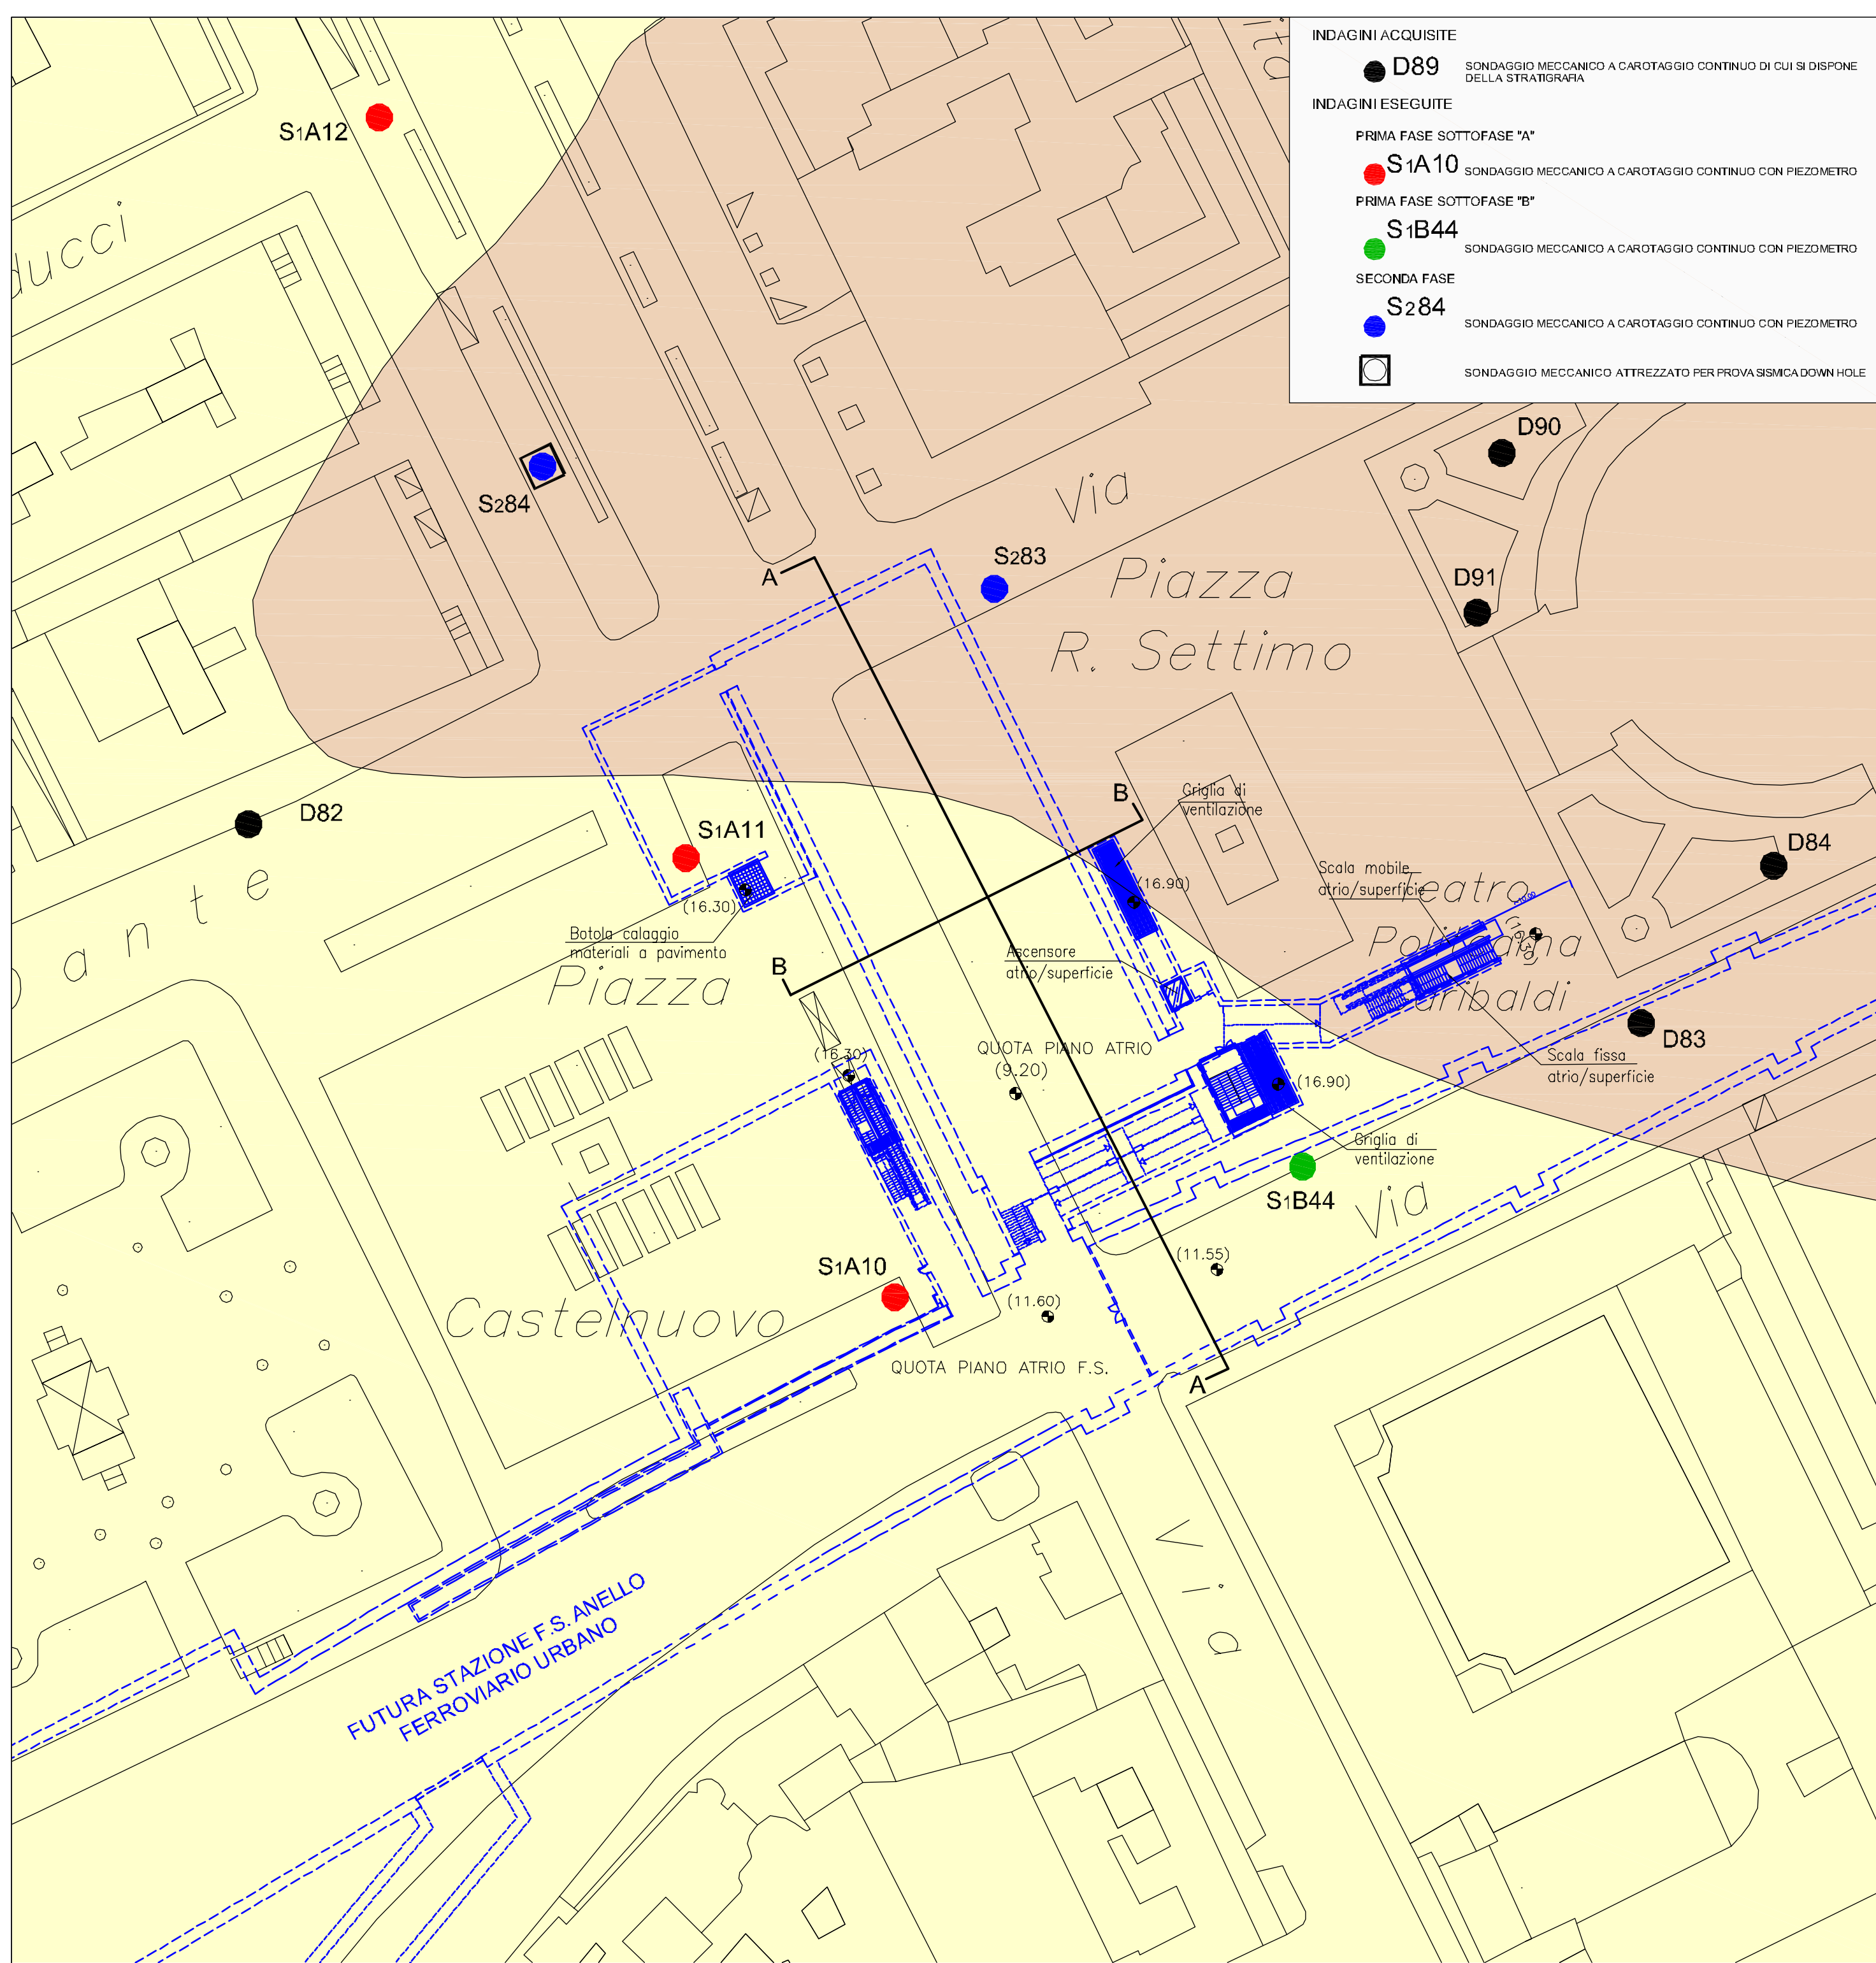 INDAGINI ACQUISITE
D89
SONDAGGIO MECCANICO A CAROTAGGIO CONTINUO DI CUI SI DISPONE
DELLA STRATIGRAFIA
INDAGINI ESEGUITE
PRIMA FASE SOTTOFASE "A"
S1A10
SONDAGGIO MECCANICO A CAROTAGGIO CONTINUO CON PIEZOMETRO
PRIMA FASE SOTTOFASE "B"
S1B44
SONDAGGIO MECCANICO A CAROTAGGIO CONTINUO CON PIEZOMETRO
SECONDA FASE
S284
SONDAGGIO MECCANICO A CAROTAGGIO CONTINUO CON PIEZOMETRO
SONDAGGIO MECCANICO ATTREZZATO PER PROVA SISMICA DOWN HOLE
S1A12
ducci
D90
S284
Via
S283
A
Piazza
D91
R. Settimo
B
Griglia di
ventilazione
D82
S1A11
D84
Scala mobile
atrio/superficie
Teatro
(16.90)
ante
(16.30)
Botola calaggio
materiali a pavimento
Politeama
Ascensore
atrio/superficie
B
Piazza
Garibaldi
D83
QUOTA PIANO ATRIO
(9.20)
(16.30)
Scala fissa
atrio/superficie
(16.90)
Griglia di
ventilazione
S1B44
Via
(11.55)
S1A10
(11.60)
Castelnuovo
QUOTA PIANO ATRIO F.S.
A
Via
FUTURA STAZIONE F.S. ANELLO
FERROVIARIO URBANO